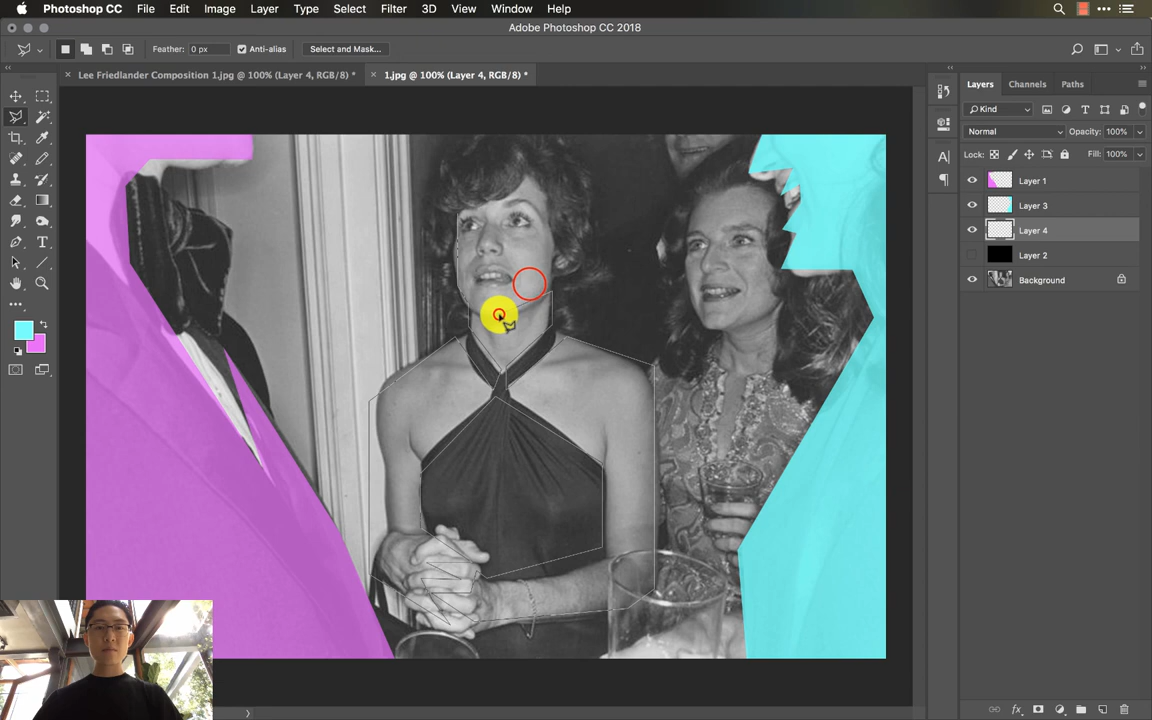 Photoshop CC File Edit Image Layer Type Select Filter 3D View Window Help
Adobe Photoshop CC 2018
Feather: 0 px Anti-alias Select and Mask...
Lee Friedlander Composition 1.jpg @ 100% (Layer 4, RGB/8) * 1.jpg @ 100% (Layer 4, RGB/8) *
Layers Channels Paths
Kind
Normal Opacity: 100%
Lock: Fill: 100%
Layer 1
Layer 3
Layer 4
Layer 2
Background